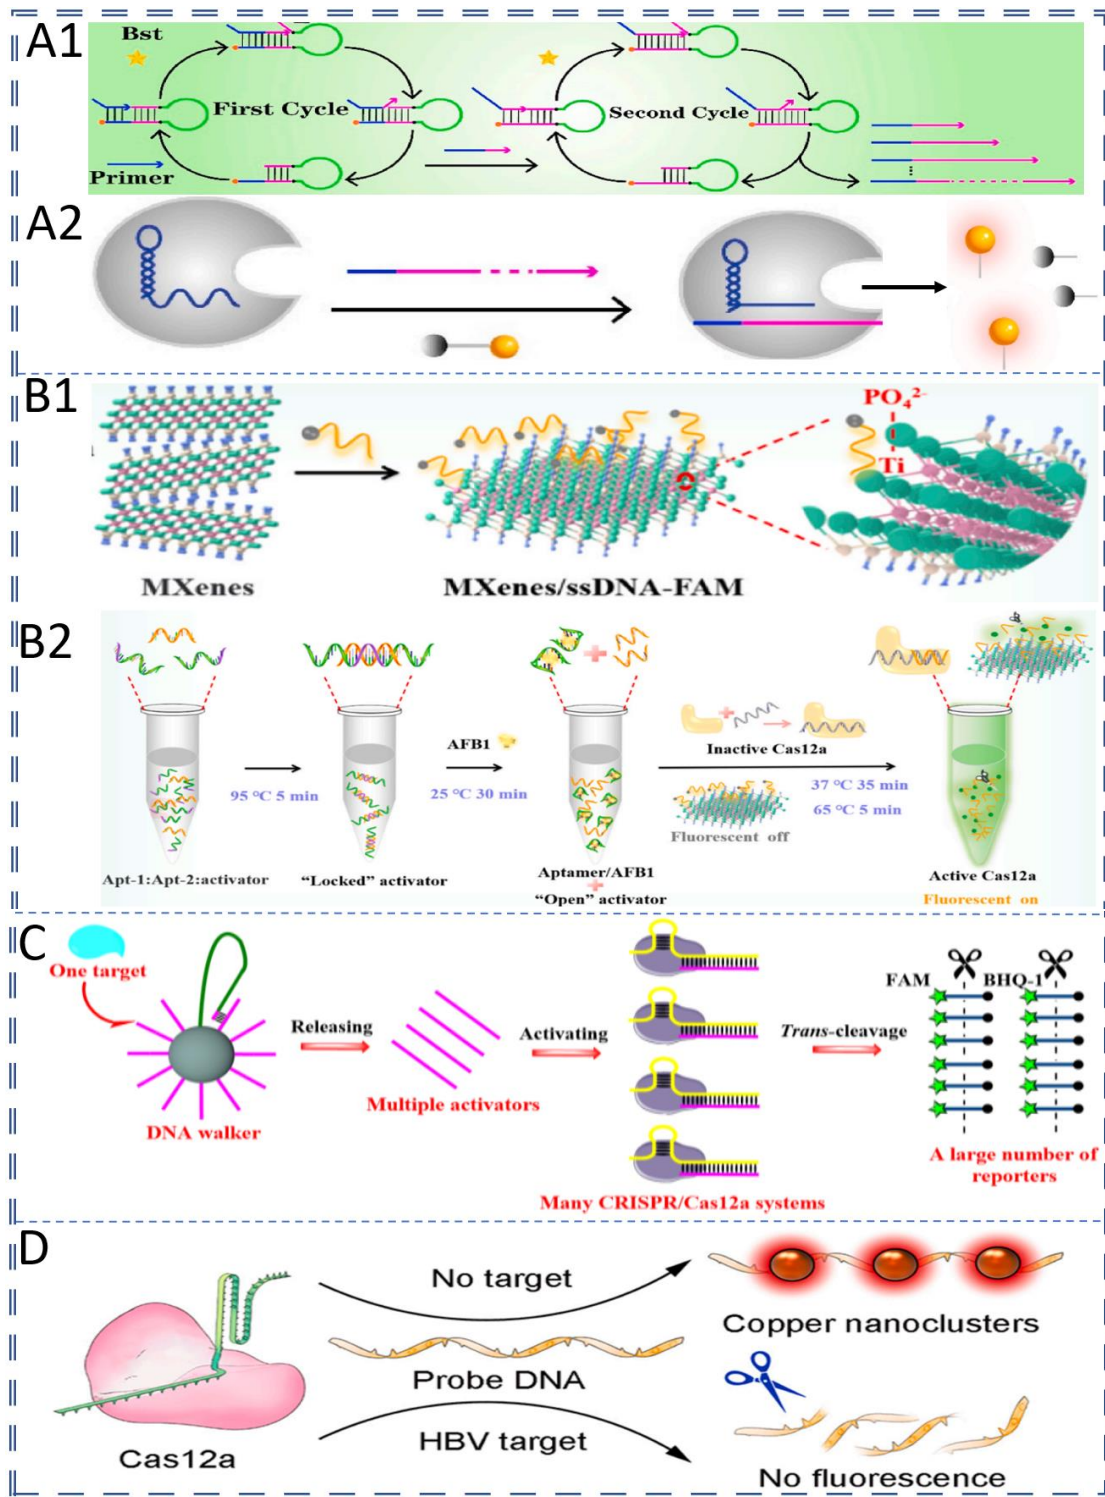 A1
Bst
First Cycle
Second Cycle
Primer
A2
B1
PO₄²⁻
Ti
MXenes
MXenes/ssDNA-FAM
B2
AFB1
Inactive Cas12a
95 °C 5 min
25 °C 30 min
37 °C 35 min
65 °C 5 min
Fluorescent off
Apt-1:Apt-2:activator
“Locked” activator
Aptamer/AFB1
+
“Open” activator
Active Cas12a
Fluorescent on
C
One target
Releasing
Activating
Trans-cleavage
FAM
BHQ-1
Multiple activators
DNA walker
Many CRISPR/Cas12a systems
A large number of
reporters
D
No target
Copper nanoclusters
Probe DNA
HBV target
Cas12a
No fluorescence